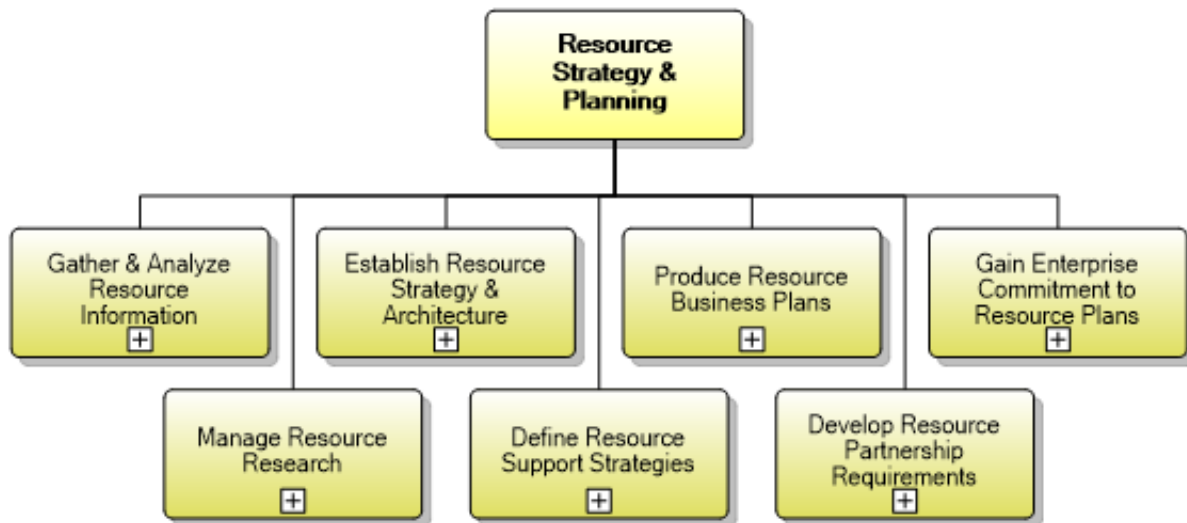 Resource
Strategy &
Planning
Gather & Analyze
Resource
Information
Establish Resource
Strategy &
Architecture
Produce Resource
Business Plans
Gain Enterprise
Commitment to
Resource Plans
Manage Resource
Research
Define Resource
Support Strategies
Develop Resource
Partnership
Requirements